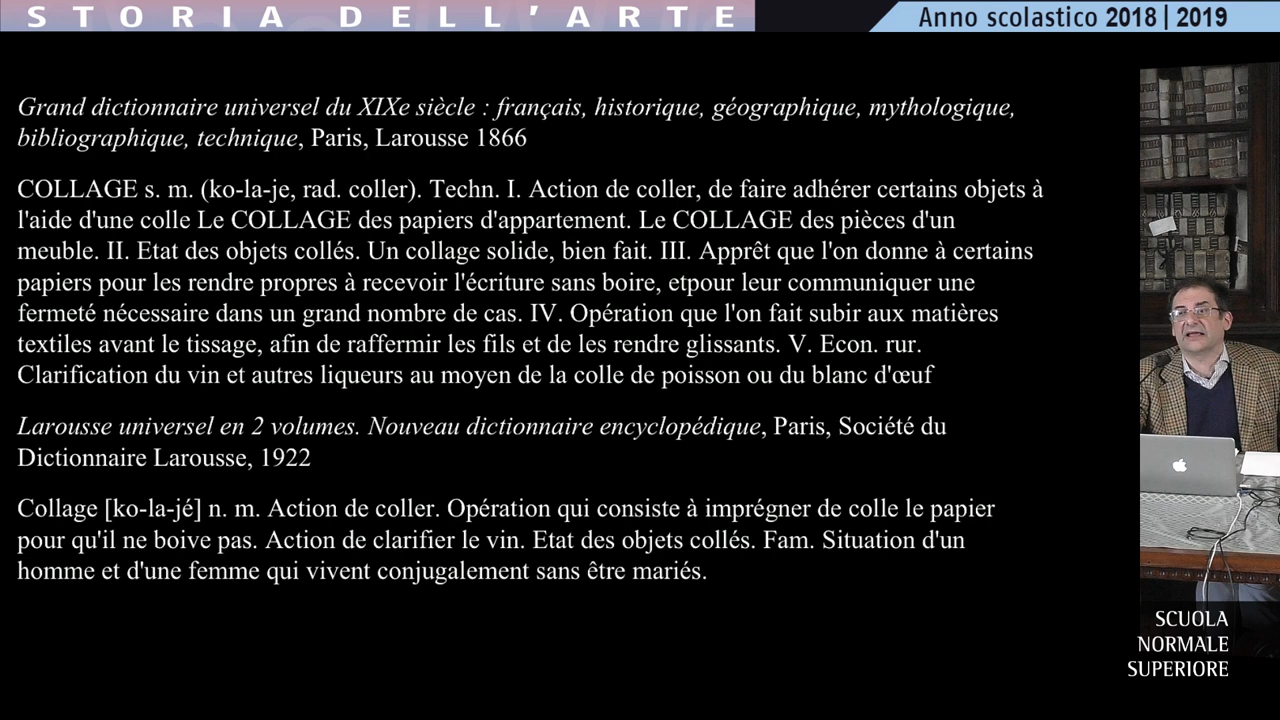 STORIA DELL'ARTE
Anno scolastico 2018 | 2019
Grand dictionnaire universel du XIXe siècle : français, historique, géographique, mythologique,
bibliographique, technique, Paris, Larousse 1866
COLLAGE s. m. (ko-la-je, rad. coller). Techn. I. Action de coller, de faire adhérer certains objets à
l'aide d'une colle Le COLLAGE des papiers d'appartement. Le COLLAGE des pièces d'un
meuble. II. Etat des objets collés. Un collage solide, bien fait. III. Apprêt que l'on donne à certains
papiers pour les rendre propres à recevoir l'écriture sans boire, etpour leur communiquer une
fermeté nécessaire dans un grand nombre de cas. IV. Opération que l'on fait subir aux matières
textiles avant le tissage, afin de raffermir les fils et de les rendre glissants. V. Econ. rur.
Clarification du vin et autres liqueurs au moyen de la colle de poisson ou du blanc d'œuf
Larousse universel en 2 volumes. Nouveau dictionnaire encyclopédique, Paris, Société du
Dictionnaire Larousse, 1922
Collage [ko-la-jé] n. m. Action de coller. Opération qui consiste à imprégner de colle le papier
pour qu'il ne boive pas. Action de clarifier le vin. Etat des objets collés. Fam. Situation d'un
homme et d'une femme qui vivent conjugalement sans être mariés.
SCUOLA
NORMALE
SUPERIORE